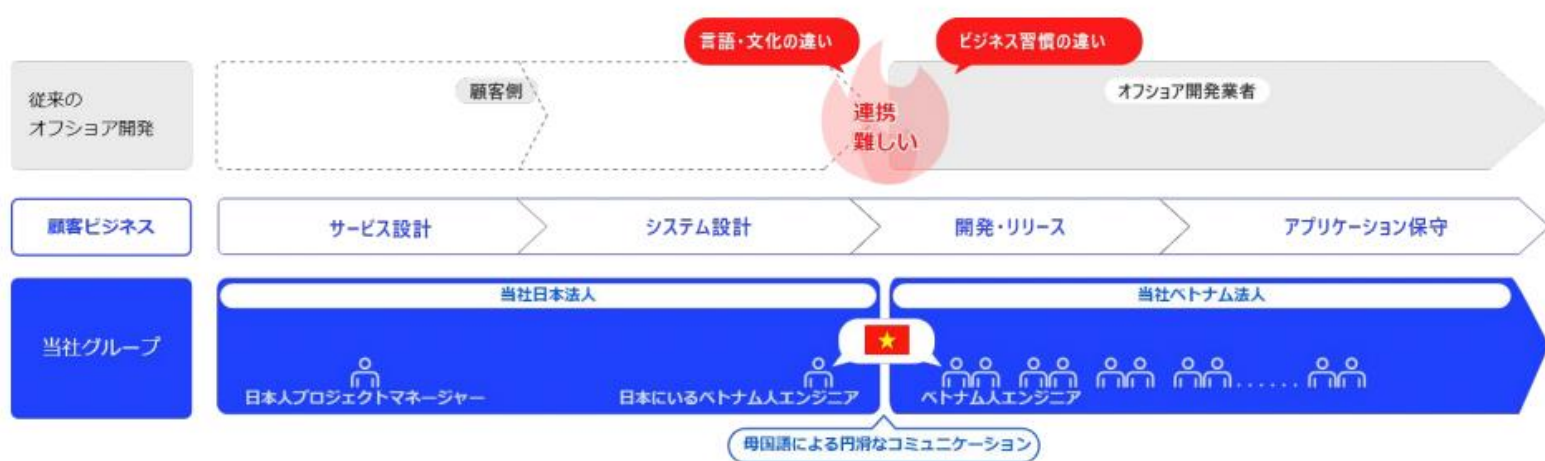 言語・文化の違い
ビジネス習慣の違い
従来の
オフショア開発
顧客側
連携
難しい
オフショア開発業者
顧客ビジネス
サービス設計
システム設計
開発・リリース
アプリケーション保守
当社グループ
当社日本法人
当社ベトナム法人
日本人プロジェクトマネージャー
日本にいるベトナム人エンジニア
ベトナム人エンジニア
......
母国語による円滑なコミュニケーション